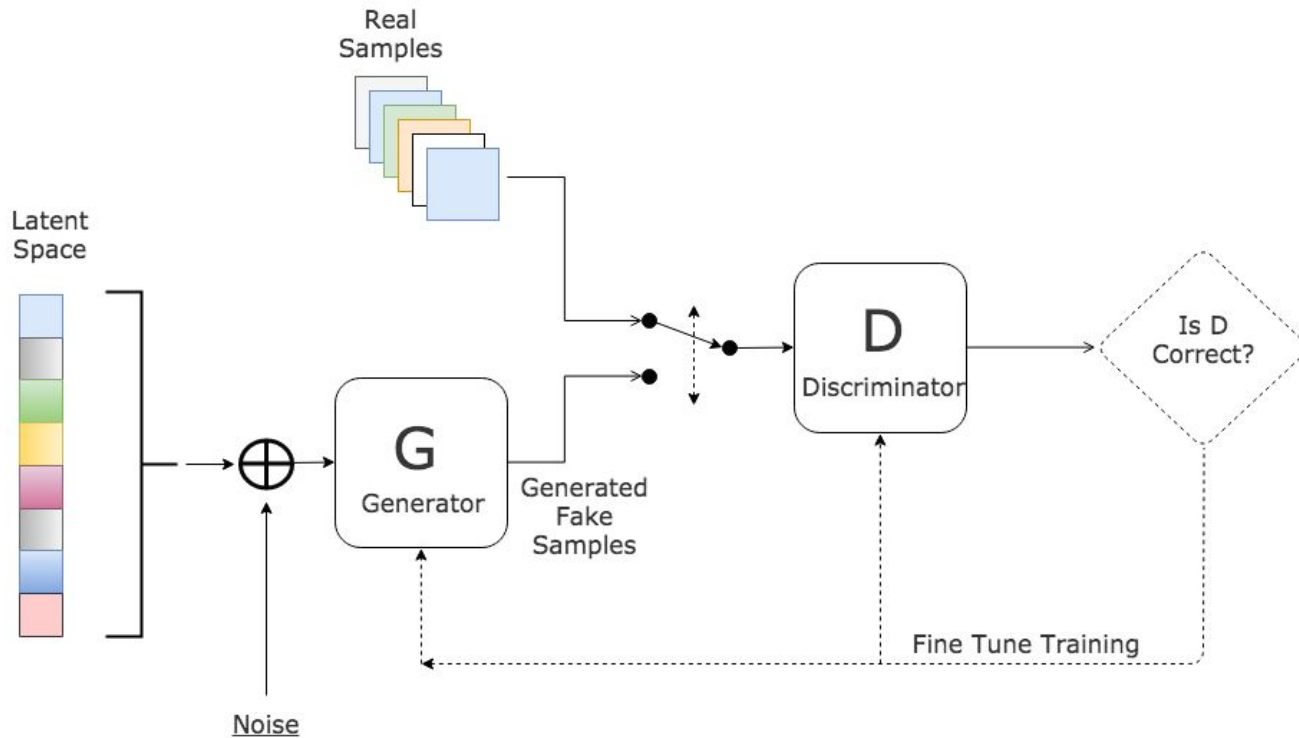 Real
Samples
Latent
Space
G
Generator
Generated
Fake
Samples
D
Discriminator
Is D
Correct?
Fine Tune Training
Noise